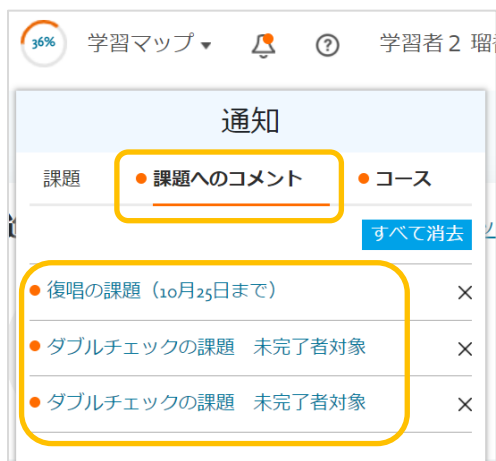 36% 学習マップ 学習者２ 瑠
通知
課題 課題へのコメント コース
すべて消去
復唱の課題（10月25日まで）
ダブルチェックの課題　未完了者対象
ダブルチェックの課題　未完了者対象